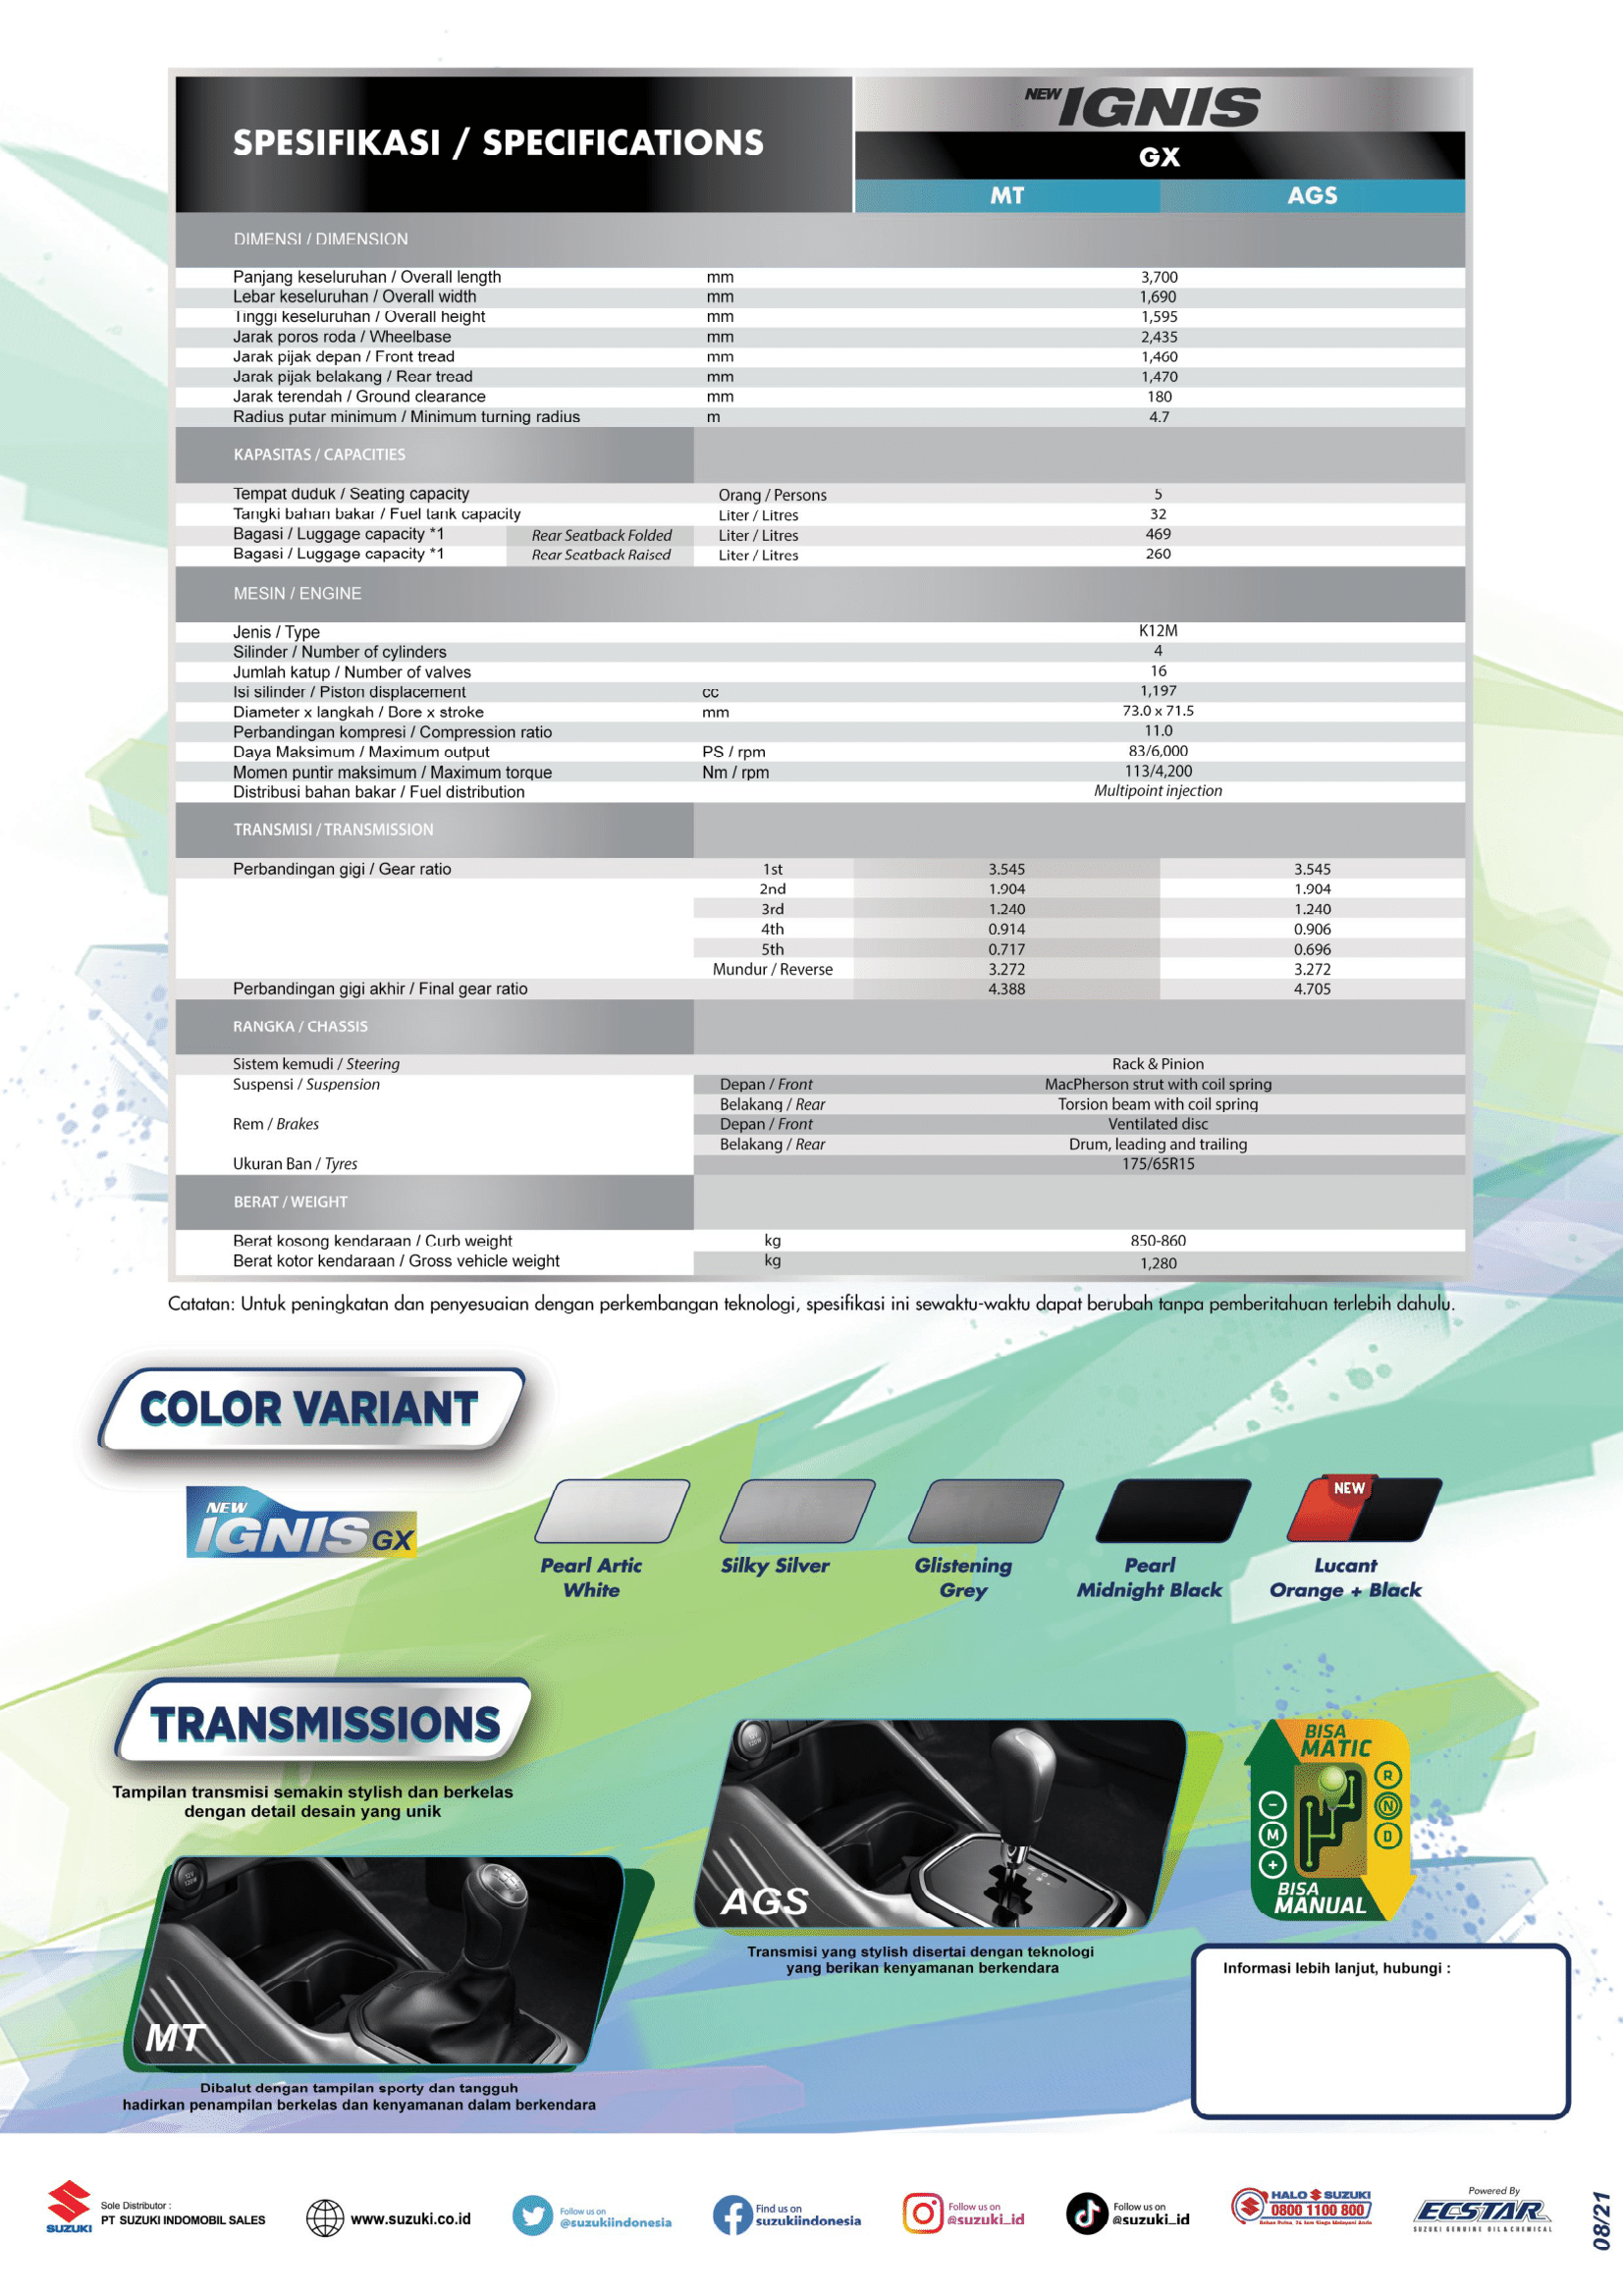 SPESIFIKASI / SPECIFICATIONS
NEW IGNIS
GX
MT AGS
DIMENSI / DIMENSION
Panjang keseluruhan / Overall length mm 3,700
Lebar keseluruhan / Overall width mm 1,690
Tinggi keseluruhan / Overall height mm 1,595
Jarak poros roda / Wheelbase mm 2,435
Jarak pijak depan / Front tread mm 1,460
Jarak pijak belakang / Rear tread mm 1,470
Jarak terendah / Ground clearance mm 180
Radius putar minimum / Minimum turning radius m 4.7
KAPASITAS / CAPACITIES
Tempat duduk / Seating capacity Orang / Persons 5
Tangki bahan bakar / Fuel tank capacity Liter / Litres 32
Bagasi / Luggage capacity *1 Rear Seatback Folded Liter / Litres 469
Bagasi / Luggage capacity *1 Rear Seatback Raised Liter / Litres 260
MESIN / ENGINE
Jenis / Type K12M
Silinder / Number of cylinders 4
Jumlah katup / Number of valves 16
Isi silinder / Piston displacement cc 1,197
Diameter x langkah / Bore x stroke mm 73.0 x 71.5
Perbandingan kompresi / Compression ratio 11.0
Daya Maksimum / Maximum output PS / rpm 83/6,000
Momen puntir maksimum / Maximum torque Nm / rpm 113/4,200
Distribusi bahan bakar / Fuel distribution Multipoint injection
TRANSMISI / TRANSMISSION
Perbandingan gigi / Gear ratio 1st 3.545 3.545
2nd 1.904 1.904
3rd 1.240 1.240
4th 0.914 0.906
5th 0.717 0.696
Mundur / Reverse 3.272 3.272
Perbandingan gigi akhir / Final gear ratio 4.388 4.705
RANGKA / CHASSIS
Sistem kemudi / Steering Rack & Pinion
Suspensi / Suspension Depan / Front MacPherson strut with coil spring
Belakang / Rear Torsion beam with coil spring
Rem / Brakes Depan / Front Ventilated disc
Belakang / Rear Drum, leading and trailing
Ukuran Ban / Tyres 175/65R15
BERAT / WEIGHT
Berat kosong kendaraan / Curb weight kg 850-860
Berat kotor kendaraan / Gross vehicle weight kg 1,280
Catatan: Untuk peningkatan dan penyesuaian dengan perkembangan teknologi, spesifikasi ini sewaktu-waktu dapat berubah tanpa pemberitahuan terlebih dahulu.
COLOR VARIANT
NEW
IGNIS GX
NEW
Pearl Artic
White
Silky Silver
Glistening
Grey
Pearl
Midnight Black
Lucant
Orange + Black
TRANSMISSIONS
Tampilan transmisi semakin stylish dan berkelas
dengan detail desain yang unik
12V
120W
MT
Dibalut dengan tampilan sporty dan tangguh
hadirkan penampilan berkelas dan kenyamanan dalam berkendara
12V
120W
AGS
Transmisi yang stylish disertai dengan teknologi
yang berikan kenyamanan berkendara
BISA
MATIC
R
N
D
-
M
+
BISA
MANUAL
Informasi lebih lanjut, hubungi :
SUZUKI
Sole Distributor :
PT SUZUKI INDOMOBIL SALES
www.suzuki.co.id
Follow us on
@suzukiindonesia
Find us on
suzukiindonesia
Follow us on
@suzuki_id
Follow us on
@suzuki_id
HALO SUZUKI
0800 1100 800
Bebas Pulsa, 24 Jam Siaga Melayani Anda
Powered By
ECSTAR
SUZUKI GENUINE OIL & CHEMICAL
08/21